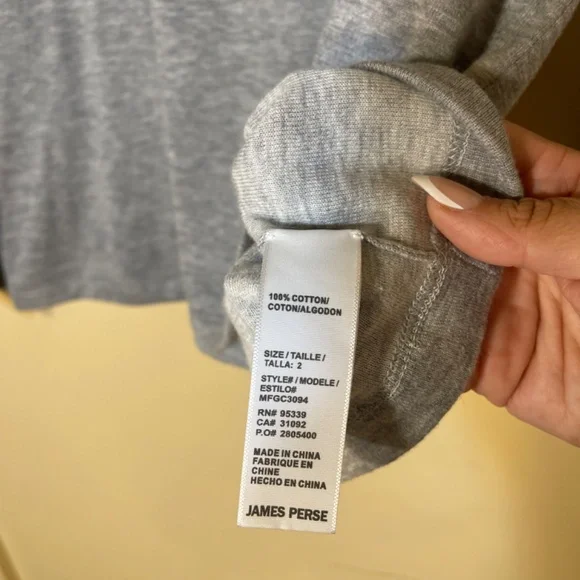 100% COTTON/
COTON/ALGODON
SIZE / TAILLE /
TALLA: 2
STYLE# / MODELE /
ESTILO#
MFGC3094
RN# 95339
CA# 31092
P.O# 2805400
MADE IN CHINA
FABRIQUE EN
CHINE
HECHO EN CHINA
JAMES PERSE